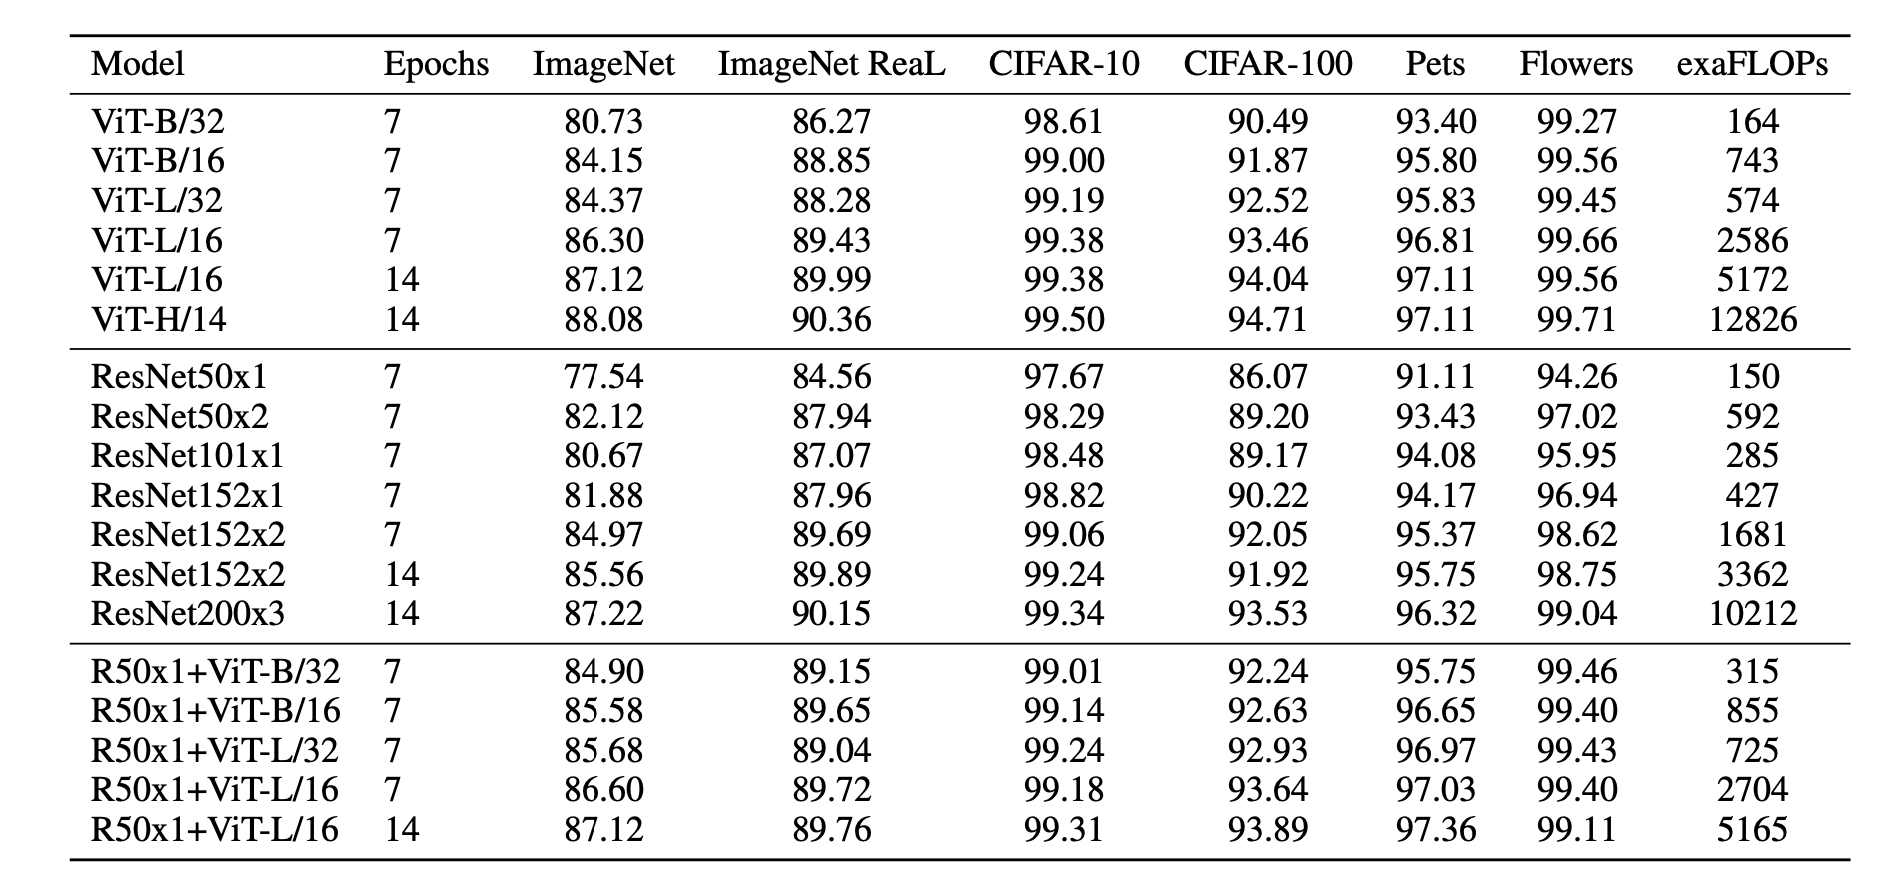 Model Epochs ImageNet ImageNet ReaL CIFAR-10 CIFAR-100 Pets Flowers exaFLOPs
ViT-B/32 7 80.73 86.27 98.61 90.49 93.40 99.27 164
ViT-B/16 7 84.15 88.85 99.00 91.87 95.80 99.56 743
ViT-L/32 7 84.37 88.28 99.19 92.52 95.83 99.45 574
ViT-L/16 7 86.30 89.43 99.38 93.46 96.81 99.66 2586
ViT-L/16 14 87.12 89.99 99.38 94.04 97.11 99.56 5172
ViT-H/14 14 88.08 90.36 99.50 94.71 97.11 99.71 12826
ResNet50x1 7 77.54 84.56 97.67 86.07 91.11 94.26 150
ResNet50x2 7 82.12 87.94 98.29 89.20 93.43 97.02 592
ResNet101x1 7 80.67 87.07 98.48 89.17 94.08 95.95 285
ResNet152x1 7 81.88 87.96 98.82 90.22 94.17 96.94 427
ResNet152x2 7 84.97 89.69 99.06 92.05 95.37 98.62 1681
ResNet152x2 14 85.56 89.89 99.24 91.92 95.75 98.75 3362
ResNet200x3 14 87.22 90.15 99.34 93.53 96.32 99.04 10212
R50x1+ViT-B/32 7 84.90 89.15 99.01 92.24 95.75 99.46 315
R50x1+ViT-B/16 7 85.58 89.65 99.14 92.63 96.65 99.40 855
R50x1+ViT-L/32 7 85.68 89.04 99.24 92.93 96.97 99.43 725
R50x1+ViT-L/16 7 86.60 89.72 99.18 93.64 97.03 99.40 2704
R50x1+ViT-L/16 14 87.12 89.76 99.31 93.89 97.36 99.11 5165